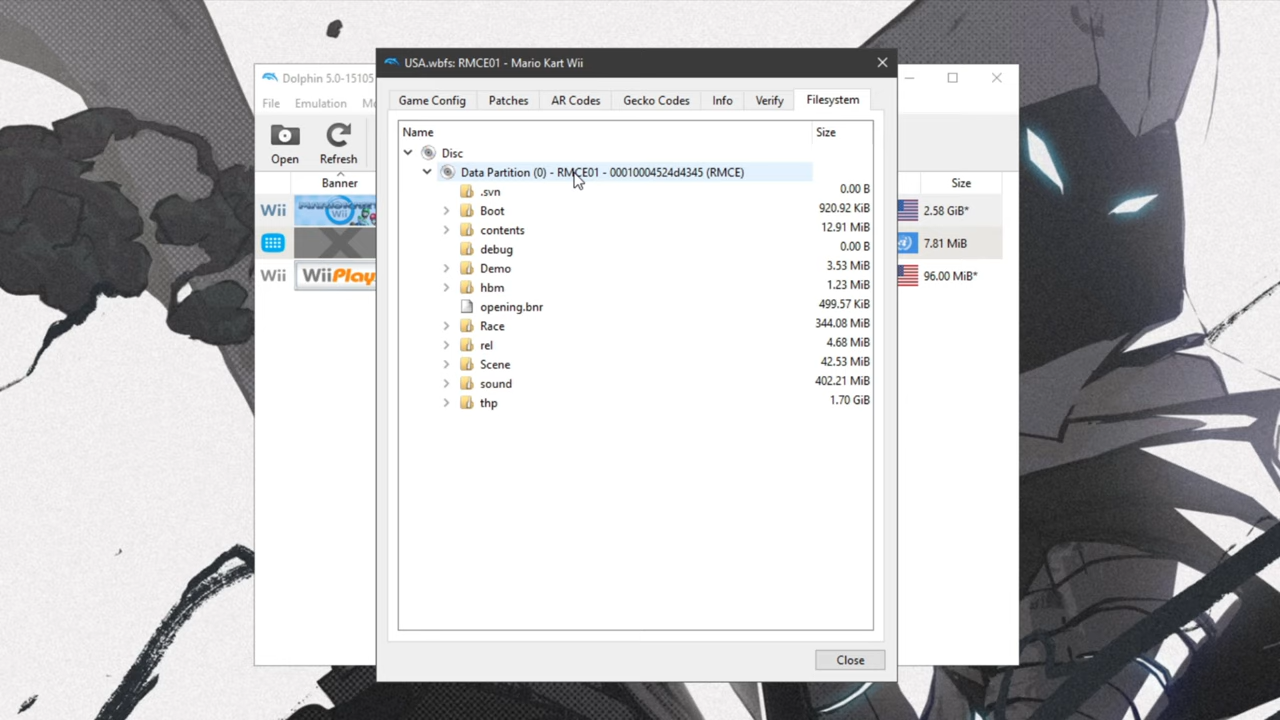 USA.wbfs: RMCE01 - Mario Kart Wii
Dolphin 5.0-15105
File Emulation Mo
Game Config Patches AR Codes Gecko Codes Info Verify Filesystem
Open Refresh
Banner
Size
Name Size
Disc
Data Partition (0) - RMCE01 - 00010004524d4345 (RMCE)
.svn 0.00 B
Boot 920.92 KiB
contents 12.91 MiB
debug 0.00 B
Demo 3.53 MiB
hbm 1.23 MiB
opening.bnr 499.57 KiB
Race 344.08 MiB
rel 4.68 MiB
Scene 42.53 MiB
sound 402.21 MiB
thp 1.70 GiB
Wii
Wii
2.58 GiB*
7.81 MiB
Wii WiiPlay
96.00 MiB*
Close